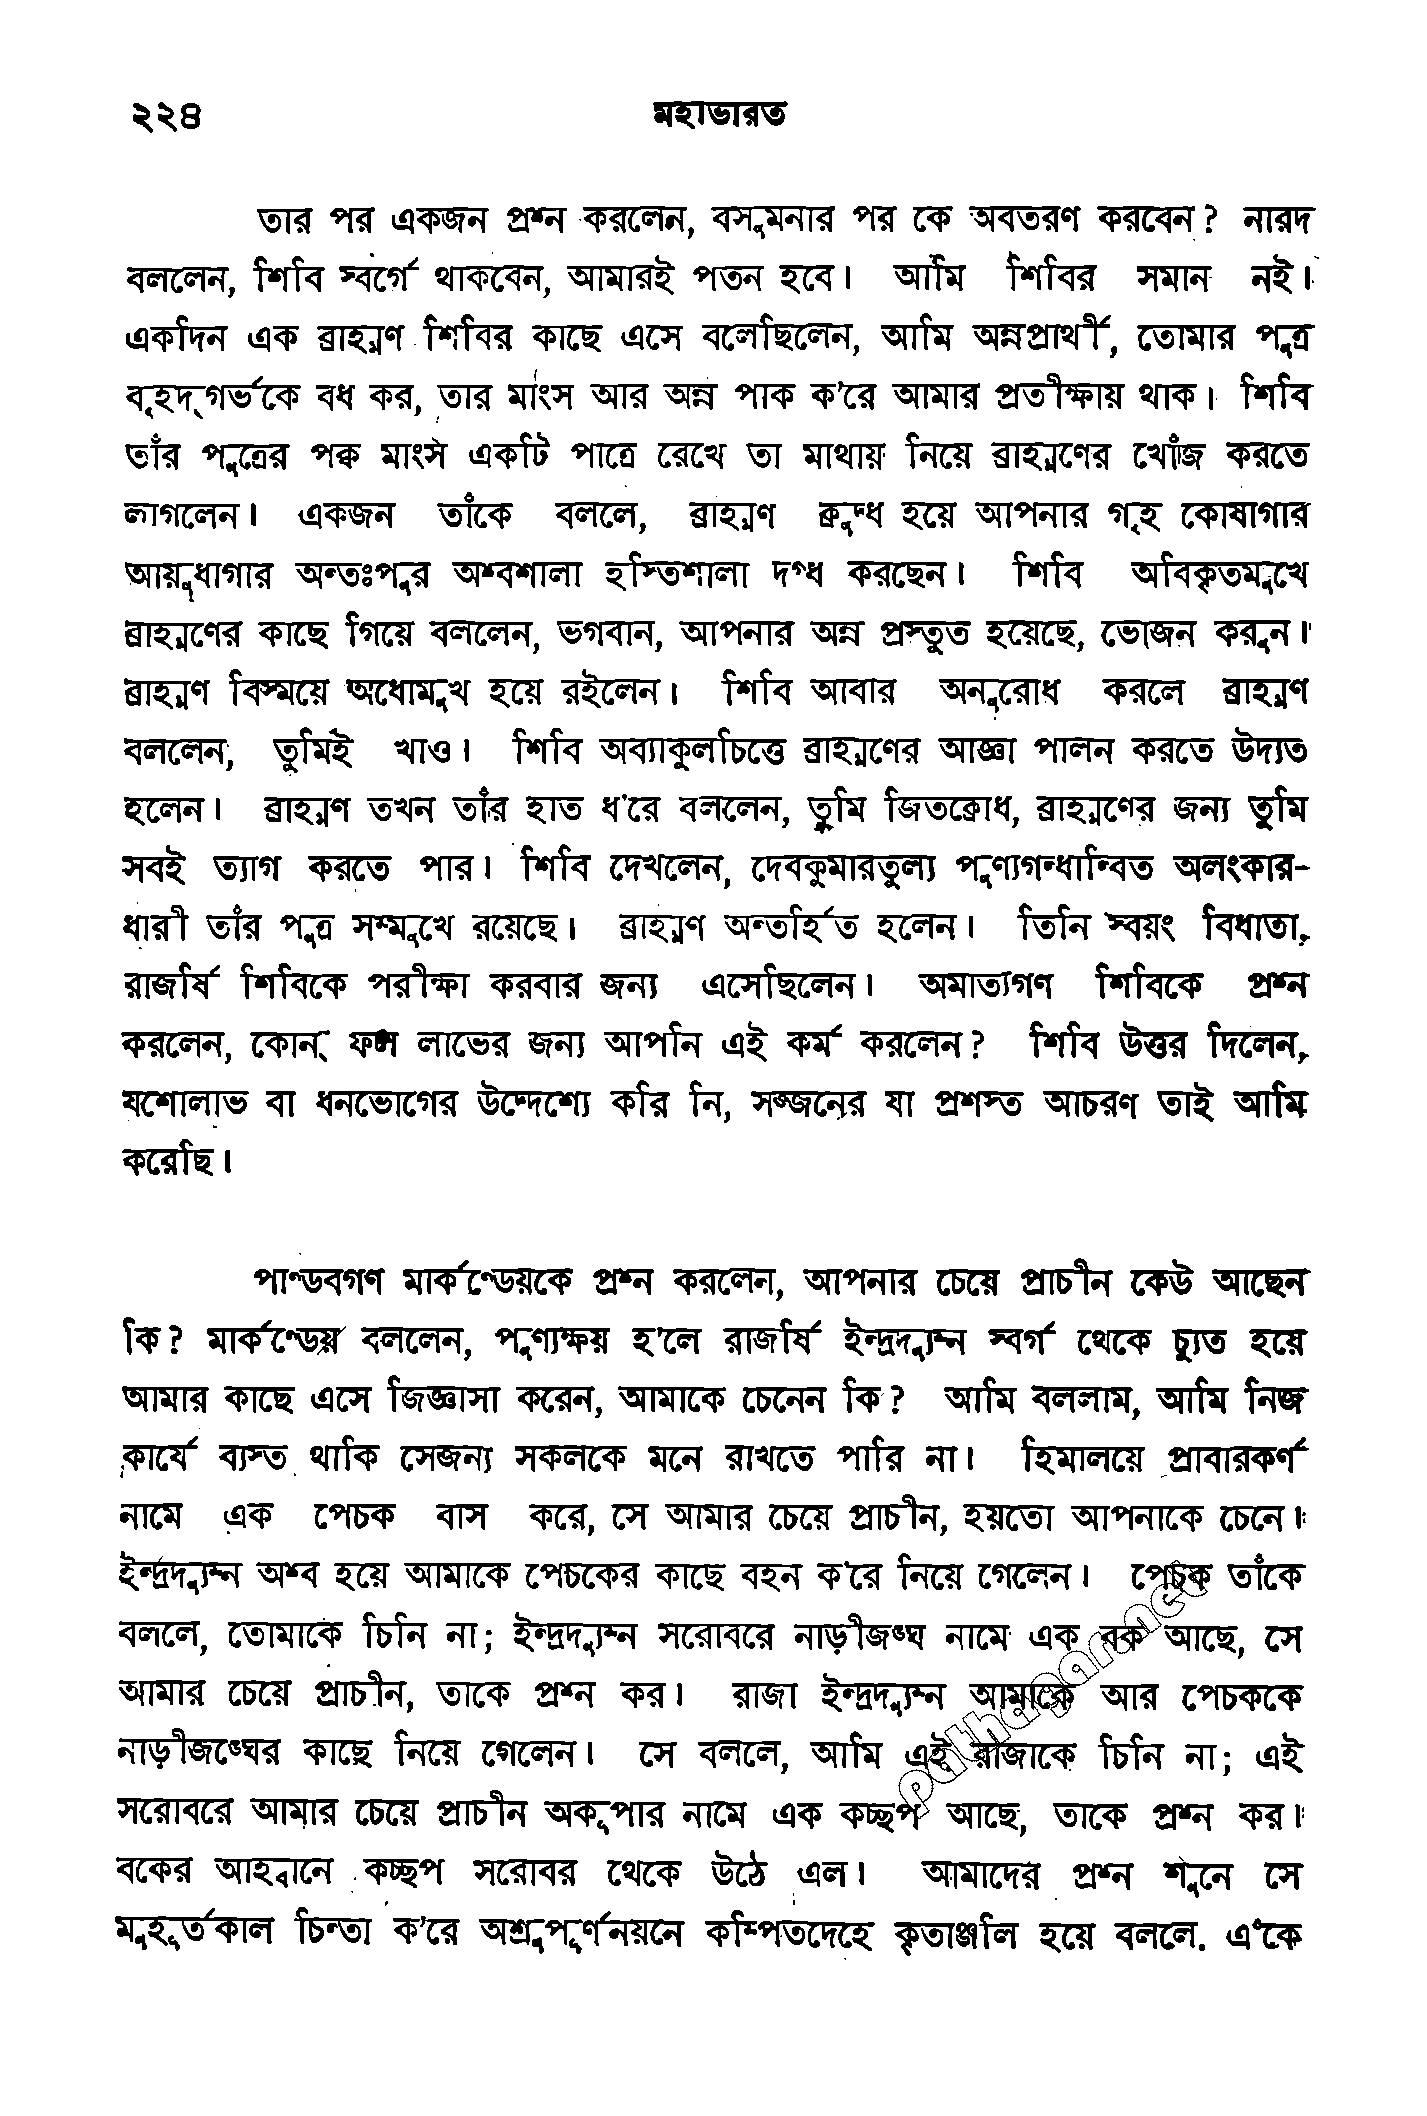 ২২৪ মহাভারত
তার পর একজন প্রশ্ন করলেন, বসুমনার পর কে অবতরণ করবেন? নারদ
বললেন, শিবি স্বর্গে থাকবেন, আমারই পতন হবে। আমি শিবির সমান নই।
একদিন এক ব্রাহ্মণ শিবির কাছে এসে বলেছিলেন, আমি অন্নপ্রার্থী, তোমার পুত্র
বৃহদ্‌গর্ভকে বধ কর, তার মাংস আর অন্ন পাক ক'রে আমার প্রতীক্ষায় থাক। শিবি
তাঁর পুত্রের পক্ব মাংস একটি পাত্রে রেখে তা মাথায় নিয়ে ব্রাহ্মণের খোঁজ করতে
লাগলেন। একজন তাঁকে বললে, ব্রাহ্মণ ক্রুদ্ধ হয়ে আপনার গৃহ কোষাগার
আয়ুধাগার অন্তঃপুর অশ্বশালা হস্তিশালা দগ্ধ করছেন। শিবি অবিকৃতমুখে
ব্রাহ্মণের কাছে গিয়ে বললেন, ভগবান, আপনার অন্ন প্রস্তুত হয়েছে, ভোজন করুন।
ব্রাহ্মণ বিস্ময়ে অধোমুখ হয়ে রইলেন। শিবি আবার অনুরোধ করলে ব্রাহ্মণ
বললেন, তুমিই খাও। শিবি অব্যাকুলচিত্তে ব্রাহ্মণের আজ্ঞা পালন করতে উদ্যত
হলেন। ব্রাহ্মণ তখন তাঁর হাত ধ'রে বললেন, তুমি জিতক্রোধ, ব্রাহ্মণের জন্য তুমি
সবই ত্যাগ করতে পার। শিবি দেখলেন, দেবকুমারতুল্য পুণ্যগন্ধান্বিত অলংকার-
ধারী তাঁর পুত্র সম্মুখে রয়েছে। ব্রাহ্মণ অন্তর্হিত হলেন। তিনি স্বয়ং বিধাতা,
রাজর্ষি শিবিকে পরীক্ষা করবার জন্য এসেছিলেন। অমাত্যগণ শিবিকে প্রশ্ন
করলেন, কোন্‌ ফল লাভের জন্য আপনি এই কর্ম করলেন? শিবি উত্তর দিলেন,
যশোলাভ বা ধনভোগের উদ্দেশ্যে করি নি, সজ্জনের যা প্রশস্ত আচরণ তাই আমি
করেছি।
পাণ্ডবগণ মার্কণ্ডেয়কে প্রশ্ন করলেন, আপনার চেয়ে প্রাচীন কেউ আছেন
কি? মার্কণ্ডেয় বললেন, পুণ্যক্ষয় হ'লে রাজর্ষি ইন্দ্রদ্যুম্ন স্বর্গ থেকে চ্যুত হয়ে
আমার কাছে এসে জিজ্ঞাসা করেন, আমাকে চেনেন কি? আমি বললাম, আমি নিজ
কার্যে ব্যস্ত থাকি সেজন্য সকলকে মনে রাখতে পারি না। হিমালয়ে প্রাবারকর্ণ
নামে এক পেচক বাস করে, সে আমার চেয়ে প্রাচীন, হয়তো আপনাকে চেনে।
ইন্দ্রদ্যুম্ন অশ্ব হয়ে আমাকে পেচকের কাছে বহন ক'রে নিয়ে গেলেন। পেচক তাঁকে
বললে, তোমাকে চিনি না; ইন্দ্রদ্যুম্ন সরোবরে নাড়ীজঙ্ঘ নামে এক বক আছে, সে
আমার চেয়ে প্রাচীন, তাকে প্রশ্ন কর। রাজা ইন্দ্রদ্যুম্ন আমাকে আর পেচককে
নাড়ীজঙ্ঘের কাছে নিয়ে গেলেন। সে বললে, আমি এই রাজাকে চিনি না; এই
সরোবরে আমার চেয়ে প্রাচীন অকূপার নামে এক কচ্ছপ আছে, তাকে প্রশ্ন কর।
বকের আহ্বানে কচ্ছপ সরোবর থেকে উঠে এল। আমাদের প্রশ্ন শুনে সে
মুহূর্তকাল চিন্তা ক'রে অশ্রুপূর্ণনয়নে কম্পিতদেহে কৃতাঞ্জলি হয়ে বললে. এঁকে
pathagar.net